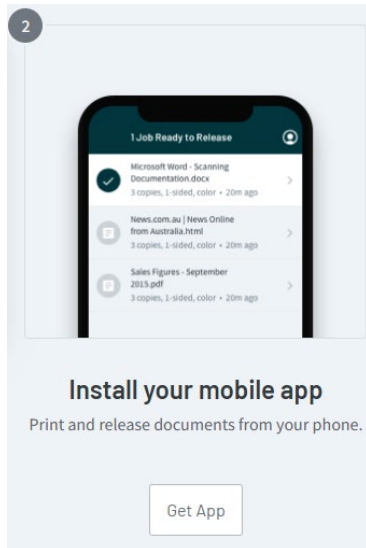 2
1 Job Ready to Release
Microsoft Word - Scanning
Documentation.docx
3 copies, 1-sided, color • 20m ago
News.com.au | News Online
from Australia.html
3 copies, 1-sided, color • 20m ago
Sales Figures - September
2015.pdf
3 copies, 1-sided, color • 20m ago
Install your mobile app
Print and release documents from your phone.
Get App